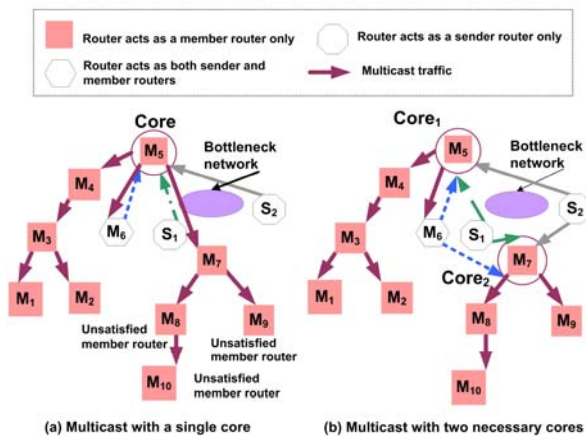 Router acts as a member router only
Router acts as a sender router only
Router acts as both sender and
member routers
Multicast traffic
Core
M5
Bottleneck
network
M4
M6
S1
S2
M3
M7
M1
M2
M8
M9
Unsatisfied
member router
Unsatisfied
member router
M10
Unsatisfied
member router
(a) Multicast with a single core
Core1
M5
Bottleneck
network
M4
M6
S1
S2
M3
M7
Core2
M1
M2
M8
M9
M10
(b) Multicast with two necessary cores